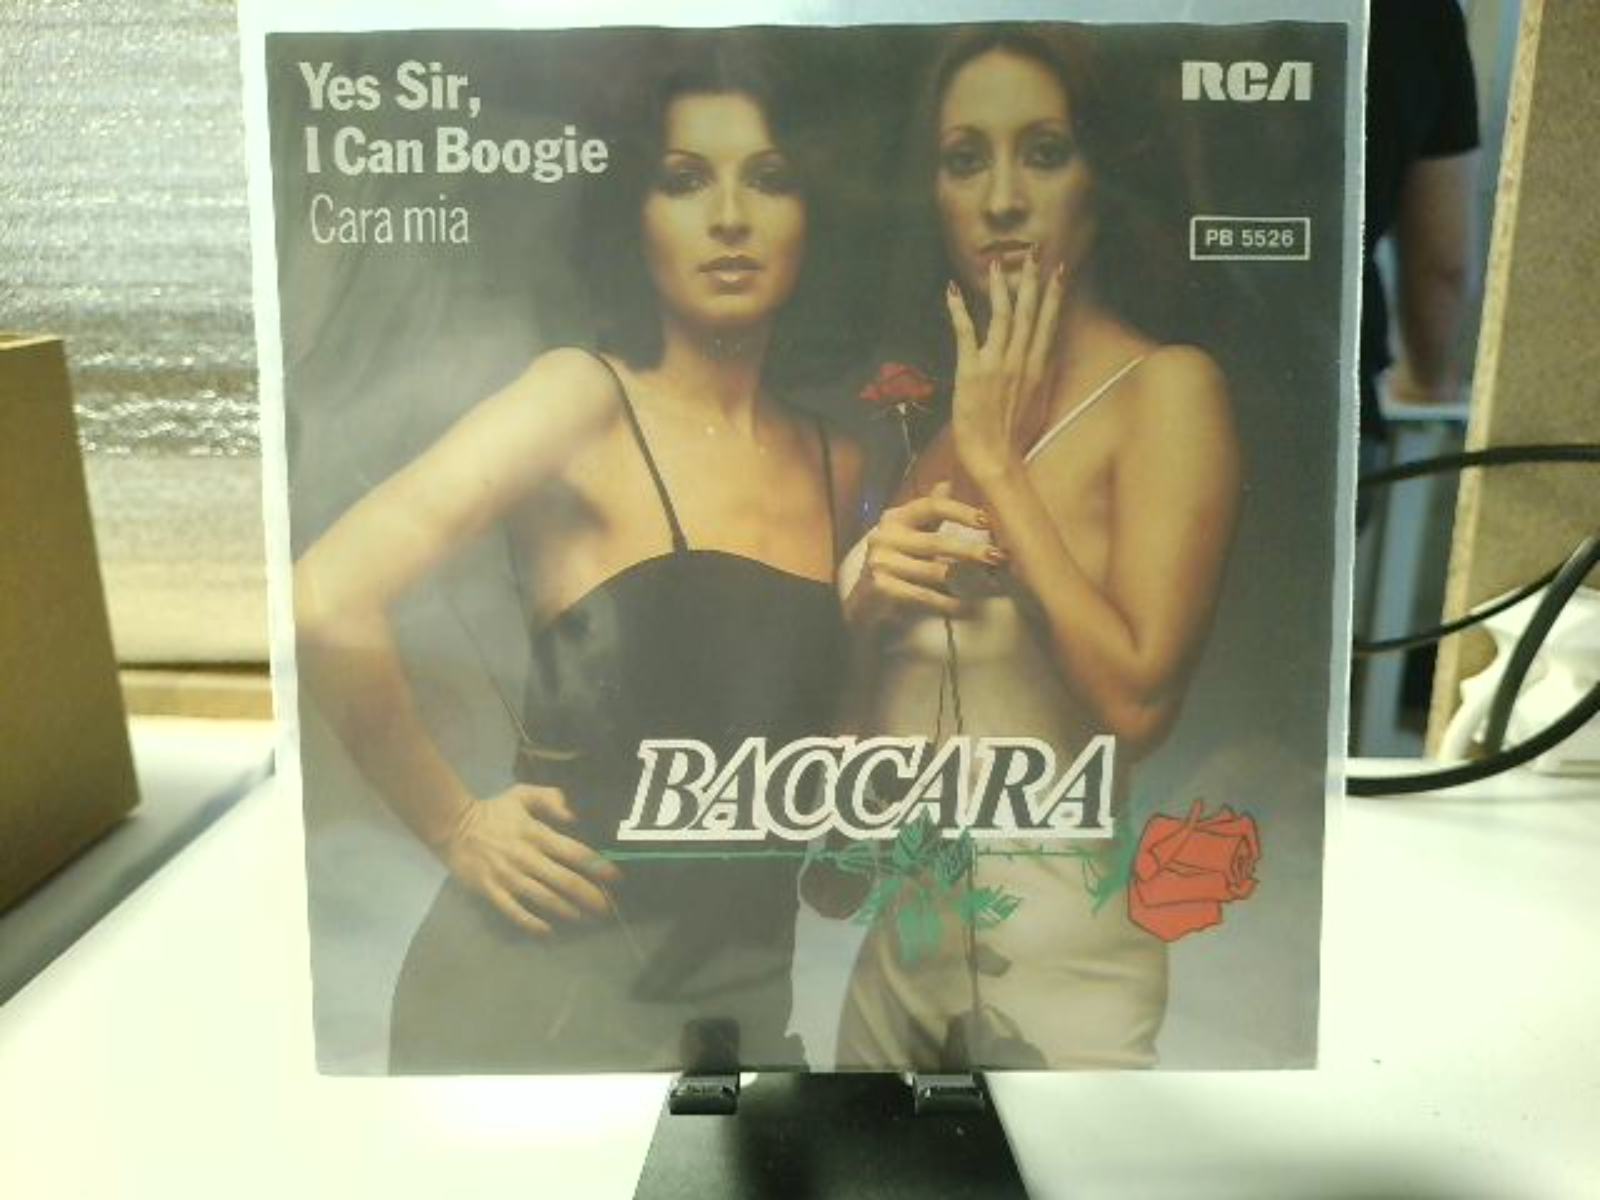 Yes Sir,
I Can Boogie
Cara mia
RCA
PB 5526
BACCARA